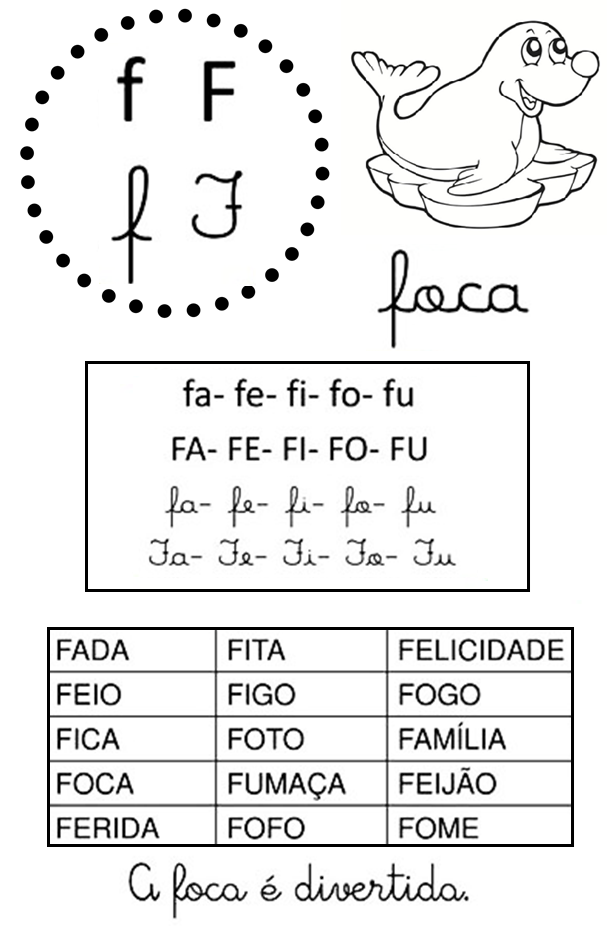 f F
f F
foca
fa- fe- fi- fo- fu
FA- FE- FI- FO- FU
fa- fe- fi- fo- fu
Fa- Fe- Fi- Fo- Fu
FADA FITA FELICIDADE
FEIO FIGO FOGO
FICA FOTO FAMÍLIA
FOCA FUMAÇA FEIJÃO
FERIDA FOFO FOME
A foca é divertida.